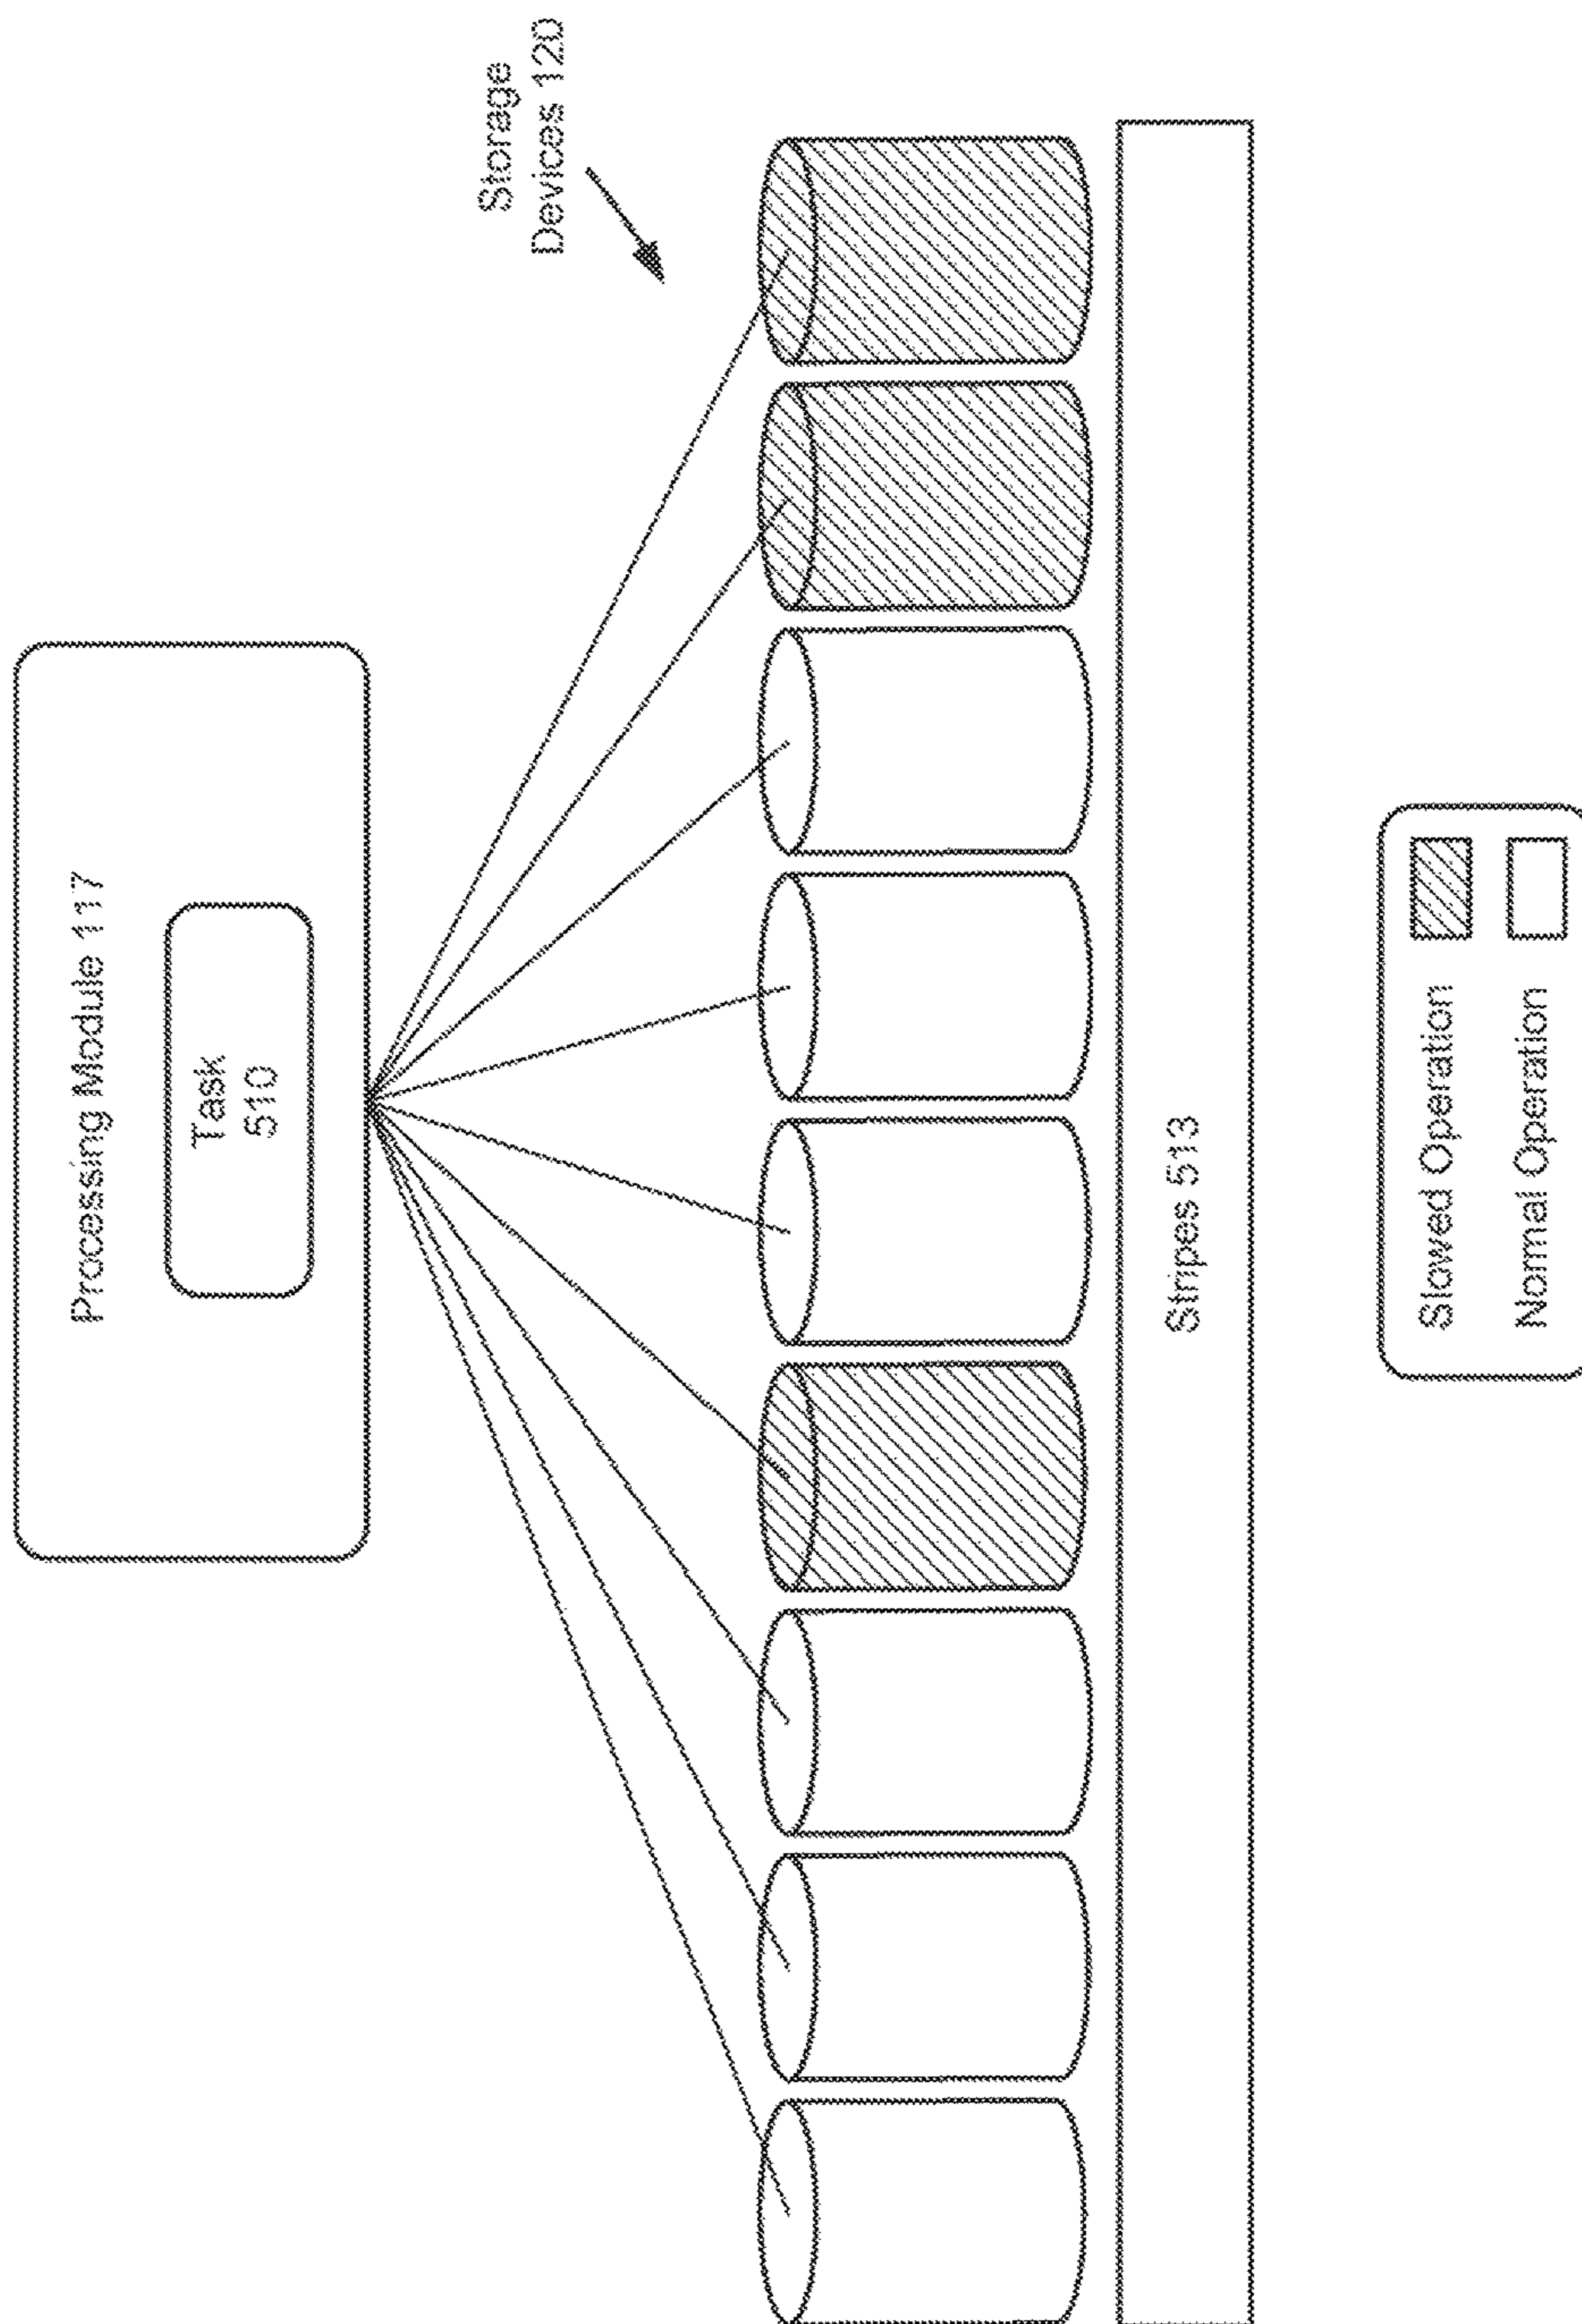 Processing Module 117
Task
510
Storage
Devices 120
Stripes 513
Slowed Operation
Normal Operation